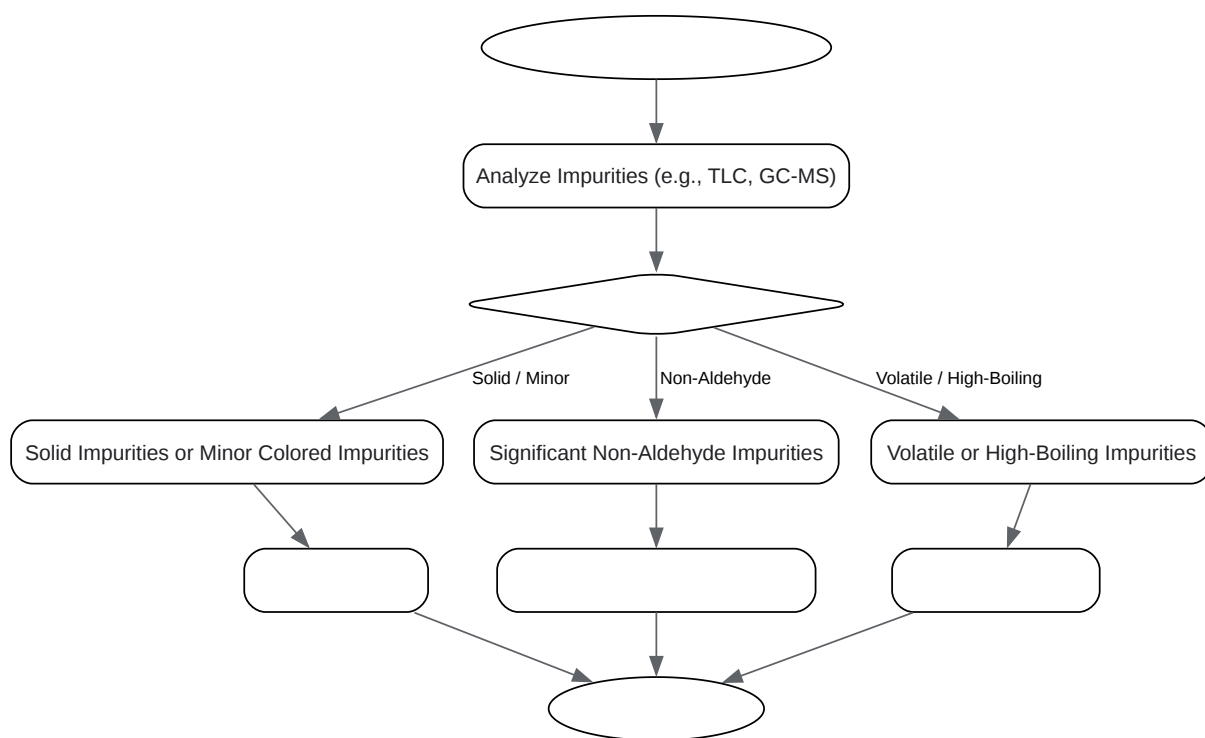 Analyze Impurities (e.g., TLC, GC-MS)
Solid / Minor
Non-Aldehyde
Volatile / High-Boiling
Solid Impurities or Minor Colored Impurities
Significant Non-Aldehyde Impurities
Volatile or High-Boiling Impurities